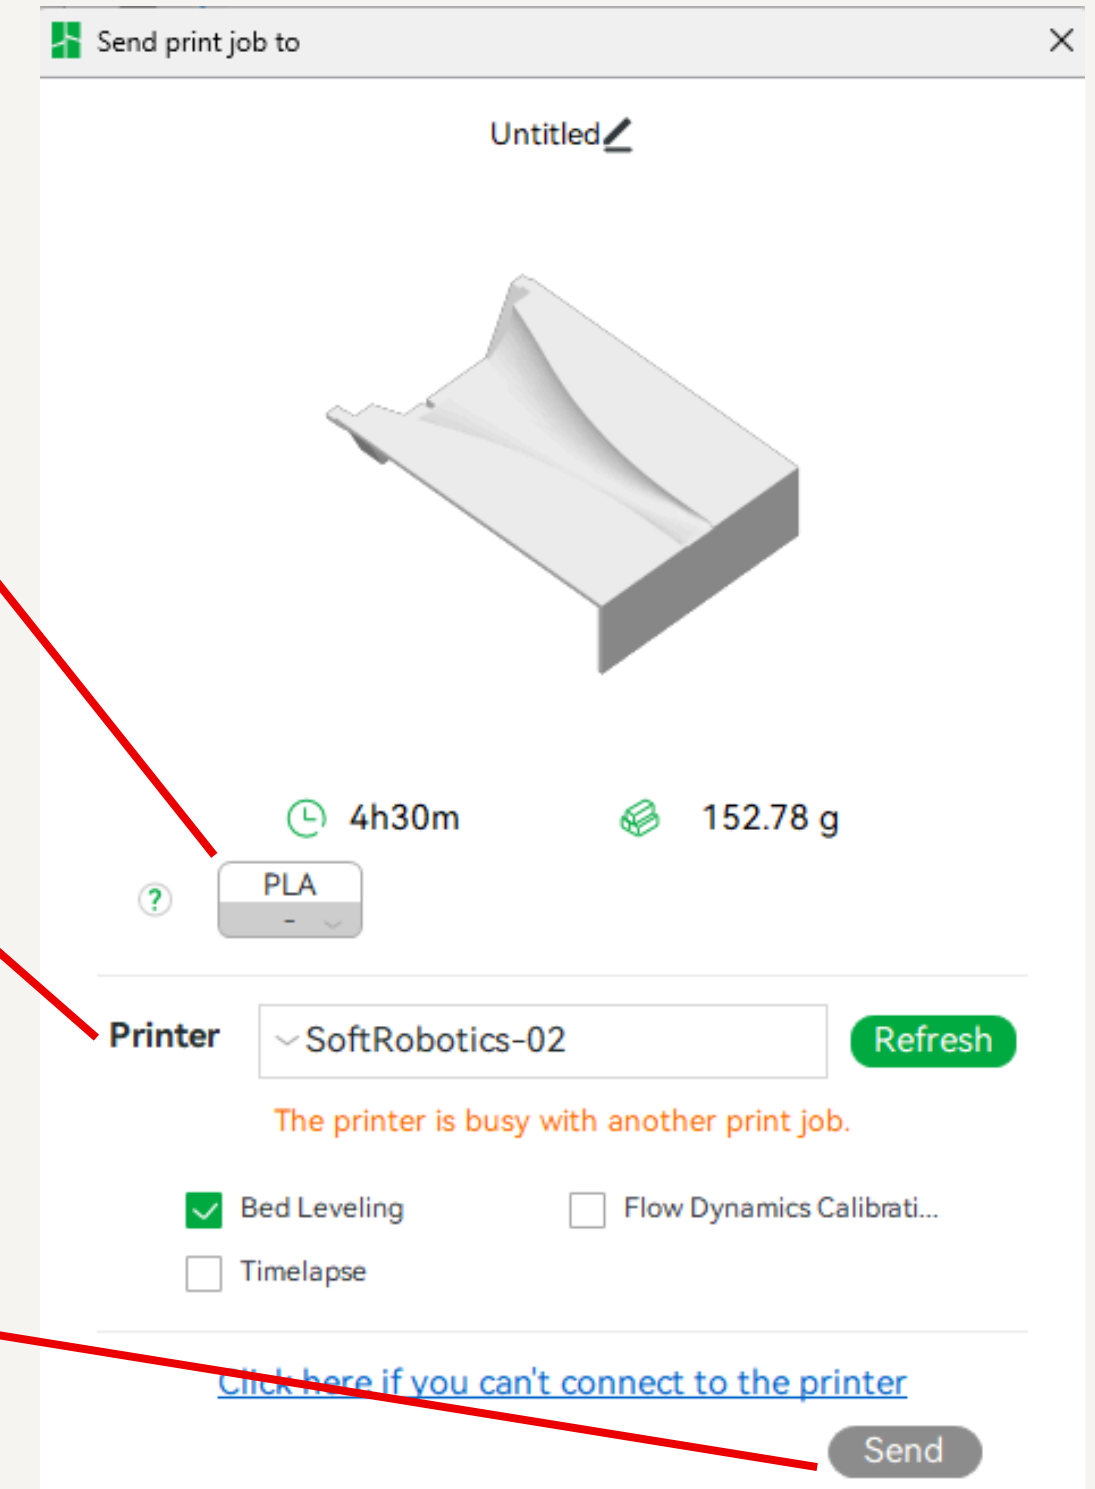 Send print job to
Untitled
4h30m 152.78 g
? PLA
-
Printer SoftRobotics-02 Refresh
The printer is busy with another print job.
Bed Leveling Flow Dynamics Calibrati...
Timelapse
Click here if you can't connect to the printer
Send